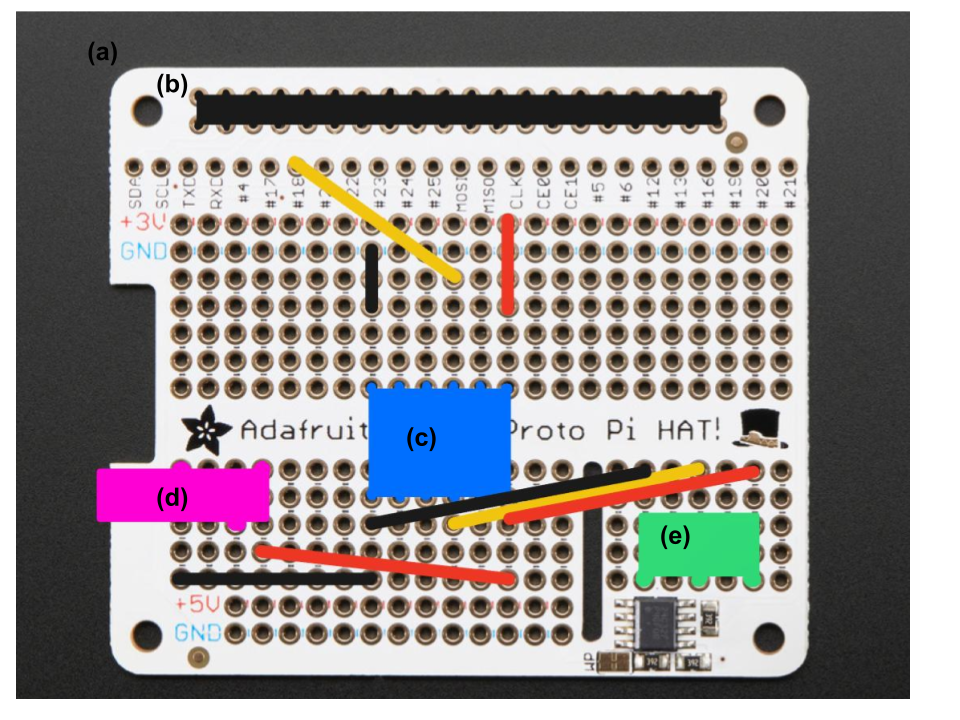 (a)
(b)
SDA SCL TXD RXD #4 #17 #18 22 #23 #24 #25 MOSI MISO CLK CE0 CE1 #5 #6 #12 #13 #16 #19 #20 #21
+3V
GND
Adafruit Proto Pi HAT!
(c)
(d)
(e)
+5V
GND
WP